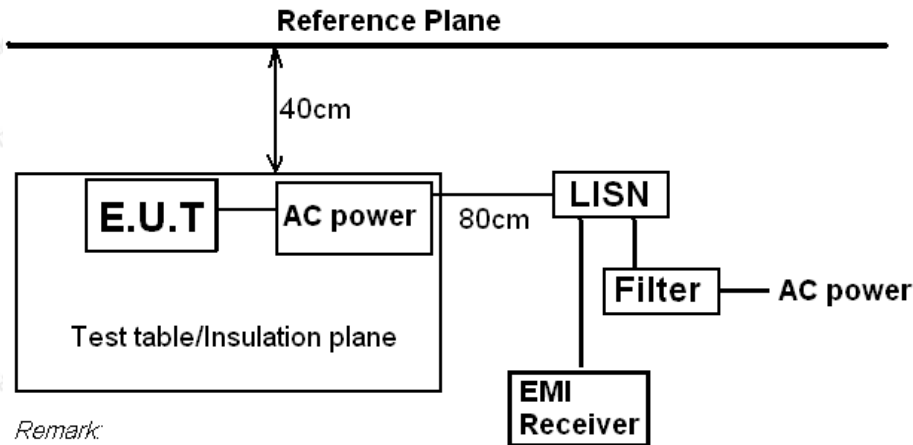 Reference Plane
40cm
E.U.T
AC power
80cm
LISN
Filter
AC power
Test table/Insulation plane
EMI
Receiver
Remark: